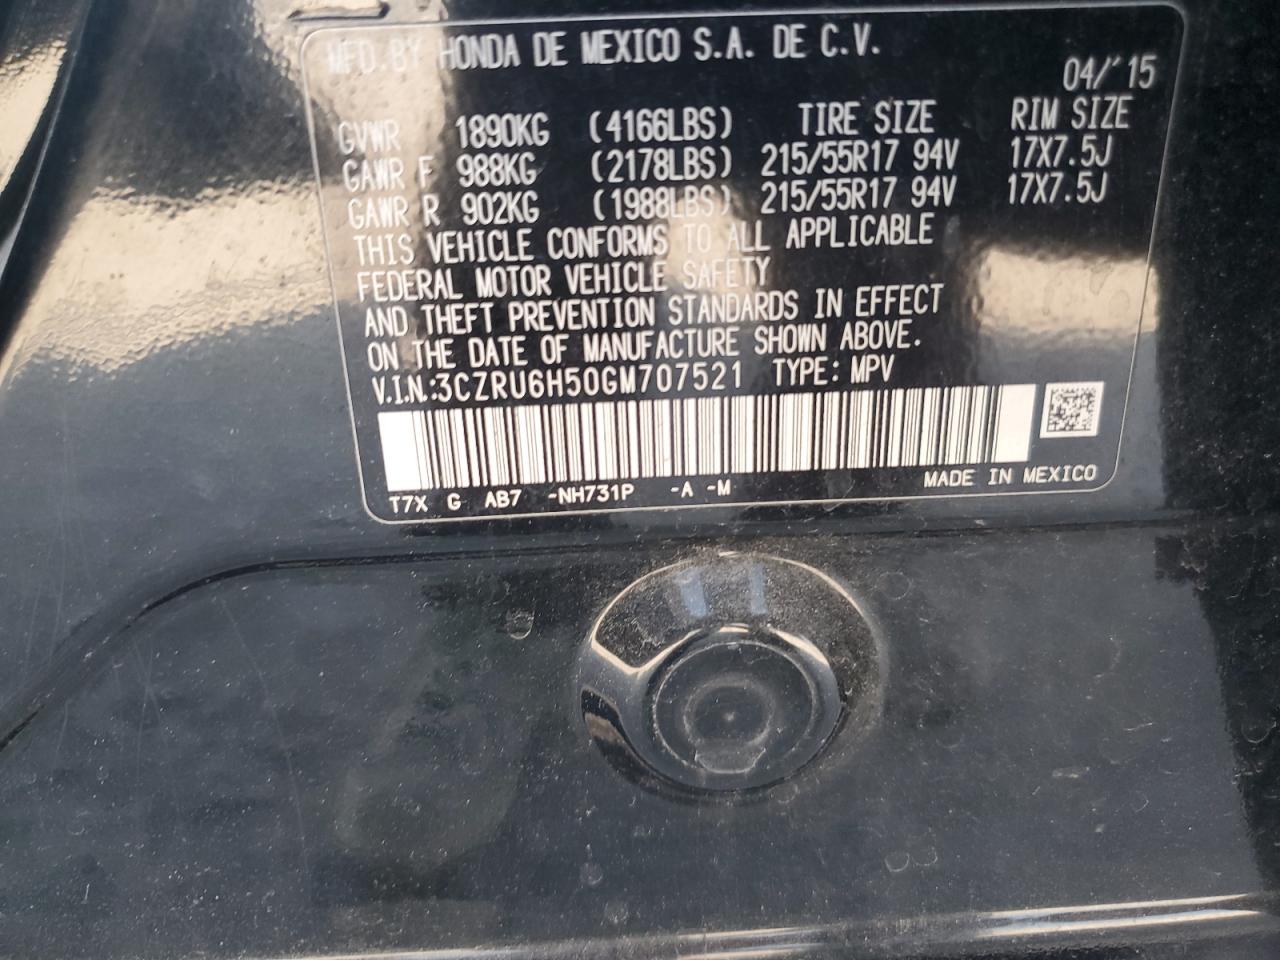 MFD. BY HONDA DE MEXICO S.A. DE C.V.
04/'15
GVWR 1890KG (4166LBS) TIRE SIZE RIM SIZE
GAWR F 988KG (2178LBS) 215/55R17 94V 17X7.5J
GAWR R 902KG (1988LBS) 215/55R17 94V 17X7.5J
THIS VEHICLE CONFORMS TO ALL APPLICABLE
FEDERAL MOTOR VEHICLE SAFETY
AND THEFT PREVENTION STANDARDS IN EFFECT
ON THE DATE OF MANUFACTURE SHOWN ABOVE.
V.I.N.:3CZRU6H50GM707521 TYPE: MPV
T7X G AB7 -NH731P -A -M MADE IN MEXICO